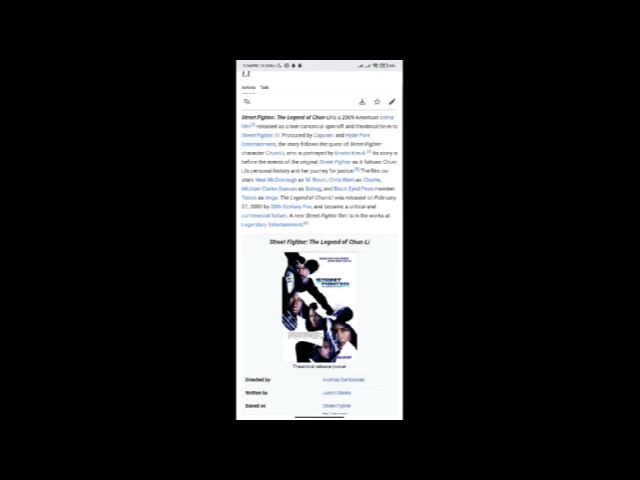 Li
Article Talk
Street Fighter: The Legend of Chun-Li is a 2009 American crime
film released as a non-canonical spin-off and theatrical tie-in to
Street Fighter IV. Produced by Capcom and Hyde Park
Entertainment, the story follows the quest of Street Fighter
character Chun-Li, who is portrayed by Kristin Kreuk. Its story is
before the events of the original Street Fighter as it follows Chun-
Li's personal history and her journey for justice. The film co-
stars Neal McDonough as M. Bison, Chris Klein as Charlie,
Michael Clarke Duncan as Balrog, and Black Eyed Peas member
Taboo as Vega. The Legend of Chun-Li was released on February
27, 2009 by 20th Century Fox, and became a critical and
commercial failure. A new Street Fighter film is in the works at
Legendary Entertainment.
Street Fighter: The Legend of Chun-Li
STREET
FIGHTER
Theatrical release poster
Directed by Andrzej Bartkowiak
Written by Justin Marks
Based on Street Fighter